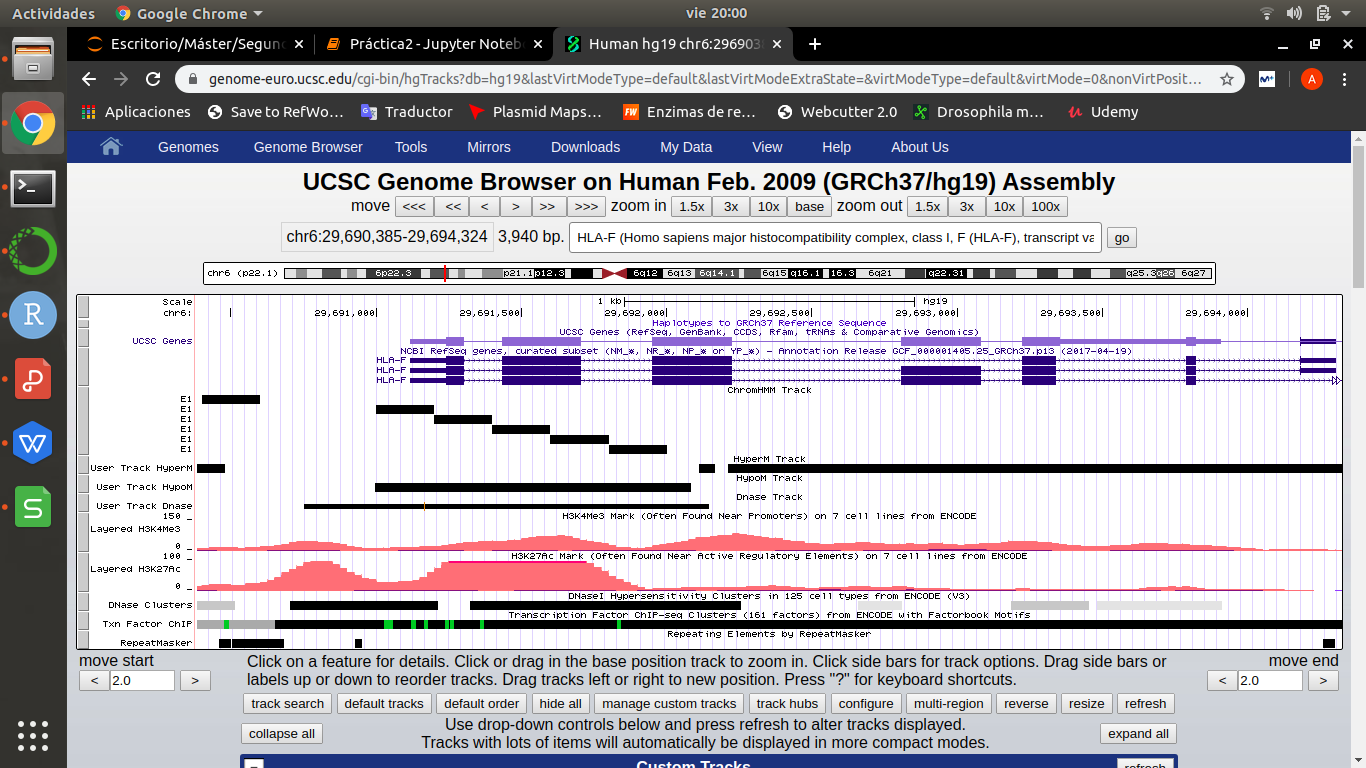 Actividades Google Chrome vie 20:00
Escritorio/Máster/Segun Práctica2 - Jupyter Noteb Human hg19 chr6:296903
genome-euro.ucsc.edu/cgi-bin/hgTracks?db=hg19&lastVirtModeType=default&lastVirtModeExtraState=&virtModeType=default&virtMode=0&nonVirtPosit…
Aplicaciones Save to RefWo… Traductor Plasmid Maps… Enzimas de re… Webcutter 2.0 Drosophila m… Udemy
Genomes Genome Browser Tools Mirrors Downloads My Data View Help About Us
UCSC Genome Browser on Human Feb. 2009 (GRCh37/hg19) Assembly
move <<< << < > >> >>> zoom in 1.5x 3x 10x base zoom out 1.5x 3x 10x 100x
chr6:29,690,385-29,694,324 3,940 bp. HLA-F (Homo sapiens major histocompatibility complex, class I, F (HLA-F), transcript va go
chr6 (p22.1) 6p22.3 p21.1 p12.3 6q12 6q13 6q14.1 6q15 q16.1 16.3 6q21 q22.31 q25.3 q26 6q27
Scale 1 kb hg19
chr6: 29,691,000 29,691,500 29,692,000 29,692,500 29,693,000 29,693,500 29,694,000
Haplotypes to GRCh37 Reference Sequence
UCSC Genes (RefSeq, GenBank, CCDS, Rfam, tRNAs & Comparative Genomics)
UCSC Genes
NCBI RefSeq genes, curated subset (NM_*, NR_*, NP_* or YP_*) - Annotation Release GCF_000001405.25_GRCh37.p13 (2017-04-19)
HLA-F
HLA-F
HLA-F
ChromHMM Track
E1
E1
E1
E1
E1
E1
HyperM Track
User Track HyperM
HypoM Track
User Track HypoM
Dnase Track
User Track Dnase
H3K4Me3 Mark (Often Found Near Promoters) on 7 cell lines from ENCODE
150 _
Layered H3K4Me3
0 _
H3K27Ac Mark (Often Found Near Active Regulatory Elements) on 7 cell lines from ENCODE
100 _
Layered H3K27Ac
0 _
DNaseI Hypersensitivity Clusters in 125 cell types from ENCODE (V3)
DNase Clusters
Transcription Factor ChIP-seq Clusters (161 factors) from ENCODE with Factorbook Motifs
Txn Factor ChIP
Repeating Elements by RepeatMasker
RepeatMasker
move start Click on a feature for details. Click or drag in the base position track to zoom in. Click side bars for track options. Drag side bars or move end
< 2.0 > labels up or down to reorder tracks. Drag tracks left or right to new position. Press "?" for keyboard shortcuts. < 2.0 >
track search default tracks default order hide all manage custom tracks track hubs configure multi-region reverse resize refresh
collapse all Use drop-down controls below and press refresh to alter tracks displayed. expand all
Tracks with lots of items will automatically be displayed in more compact modes.
Custom Tracks refresh